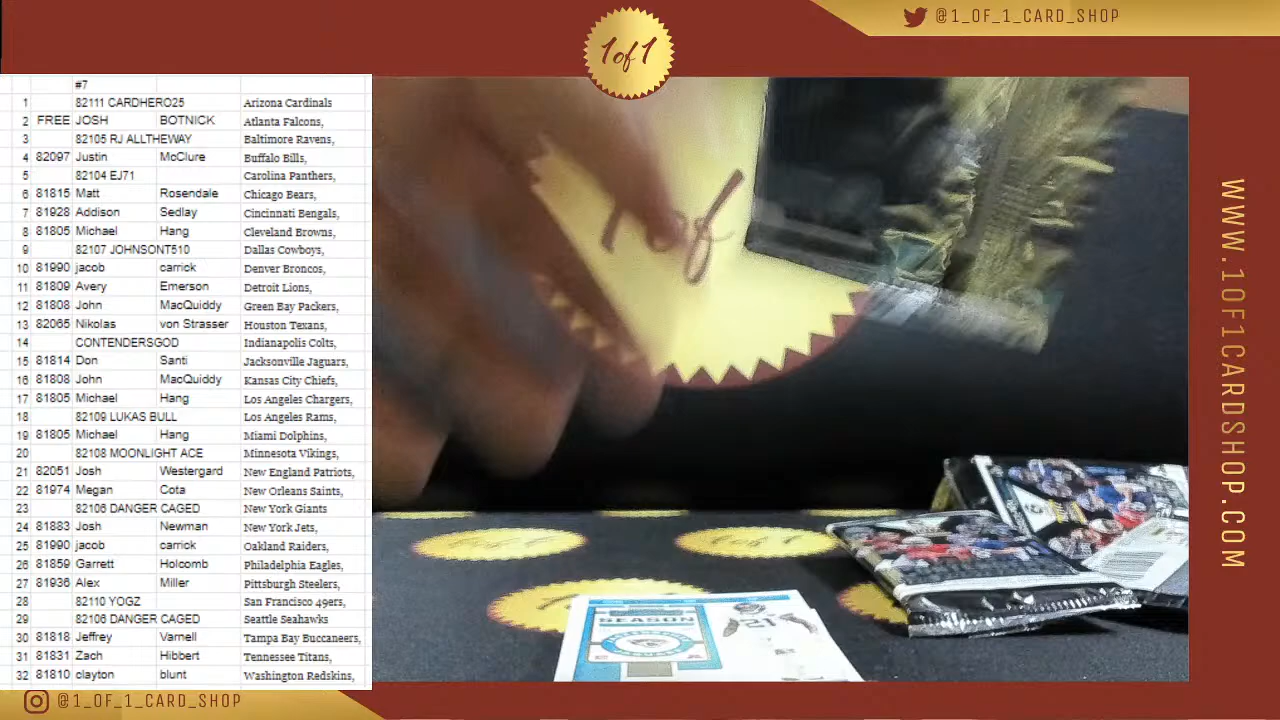 @1_OF_1_CARD_SHOP
1of1
#7
1 82111 CARDHERO25 Arizona Cardinals
2 FREE JOSH BOTNICK Atlanta Falcons,
3 82105 RJ ALLTHEWAY Baltimore Ravens,
4 82097 Justin McClure Buffalo Bills,
5 82104 EJ71 Carolina Panthers,
6 81815 Matt Rosendale Chicago Bears,
7 81928 Addison Sedlay Cincinnati Bengals,
8 81805 Michael Hang Cleveland Browns,
9 82107 JOHNSONT510 Dallas Cowboys,
10 81990 jacob carrick Denver Broncos,
11 81809 Avery Emerson Detroit Lions,
12 81808 John MacQuiddy Green Bay Packers,
13 82065 Nikolas von Strasser Houston Texans,
14 CONTENDERSGOD Indianapolis Colts,
15 81814 Don Santi Jacksonville Jaguars,
16 81808 John MacQuiddy Kansas City Chiefs,
17 81805 Michael Hang Los Angeles Chargers,
18 82109 LUKAS BULL Los Angeles Rams,
19 81805 Michael Hang Miami Dolphins,
20 82108 MOONLIGHT ACE Minnesota Vikings,
21 82051 Josh Westergard New England Patriots,
22 81974 Megan Cota New Orleans Saints,
23 82106 DANGER CAGED New York Giants
24 81883 Josh Newman New York Jets,
25 81990 jacob carrick Oakland Raiders,
26 81859 Garrett Holcomb Philadelphia Eagles,
27 81936 Alex Miller Pittsburgh Steelers,
28 82110 YOGZ San Francisco 49ers,
29 82106 DANGER CAGED Seattle Seahawks
30 81818 Jeffrey Varnell Tampa Bay Buccaneers,
31 81831 Zach Hibbert Tennessee Titans,
32 81810 clayton blunt Washington Redskins,
1 of
SEASON
21
WWW.1OF1CARDSHOP.COM
@1_OF_1_CARD_SHOP